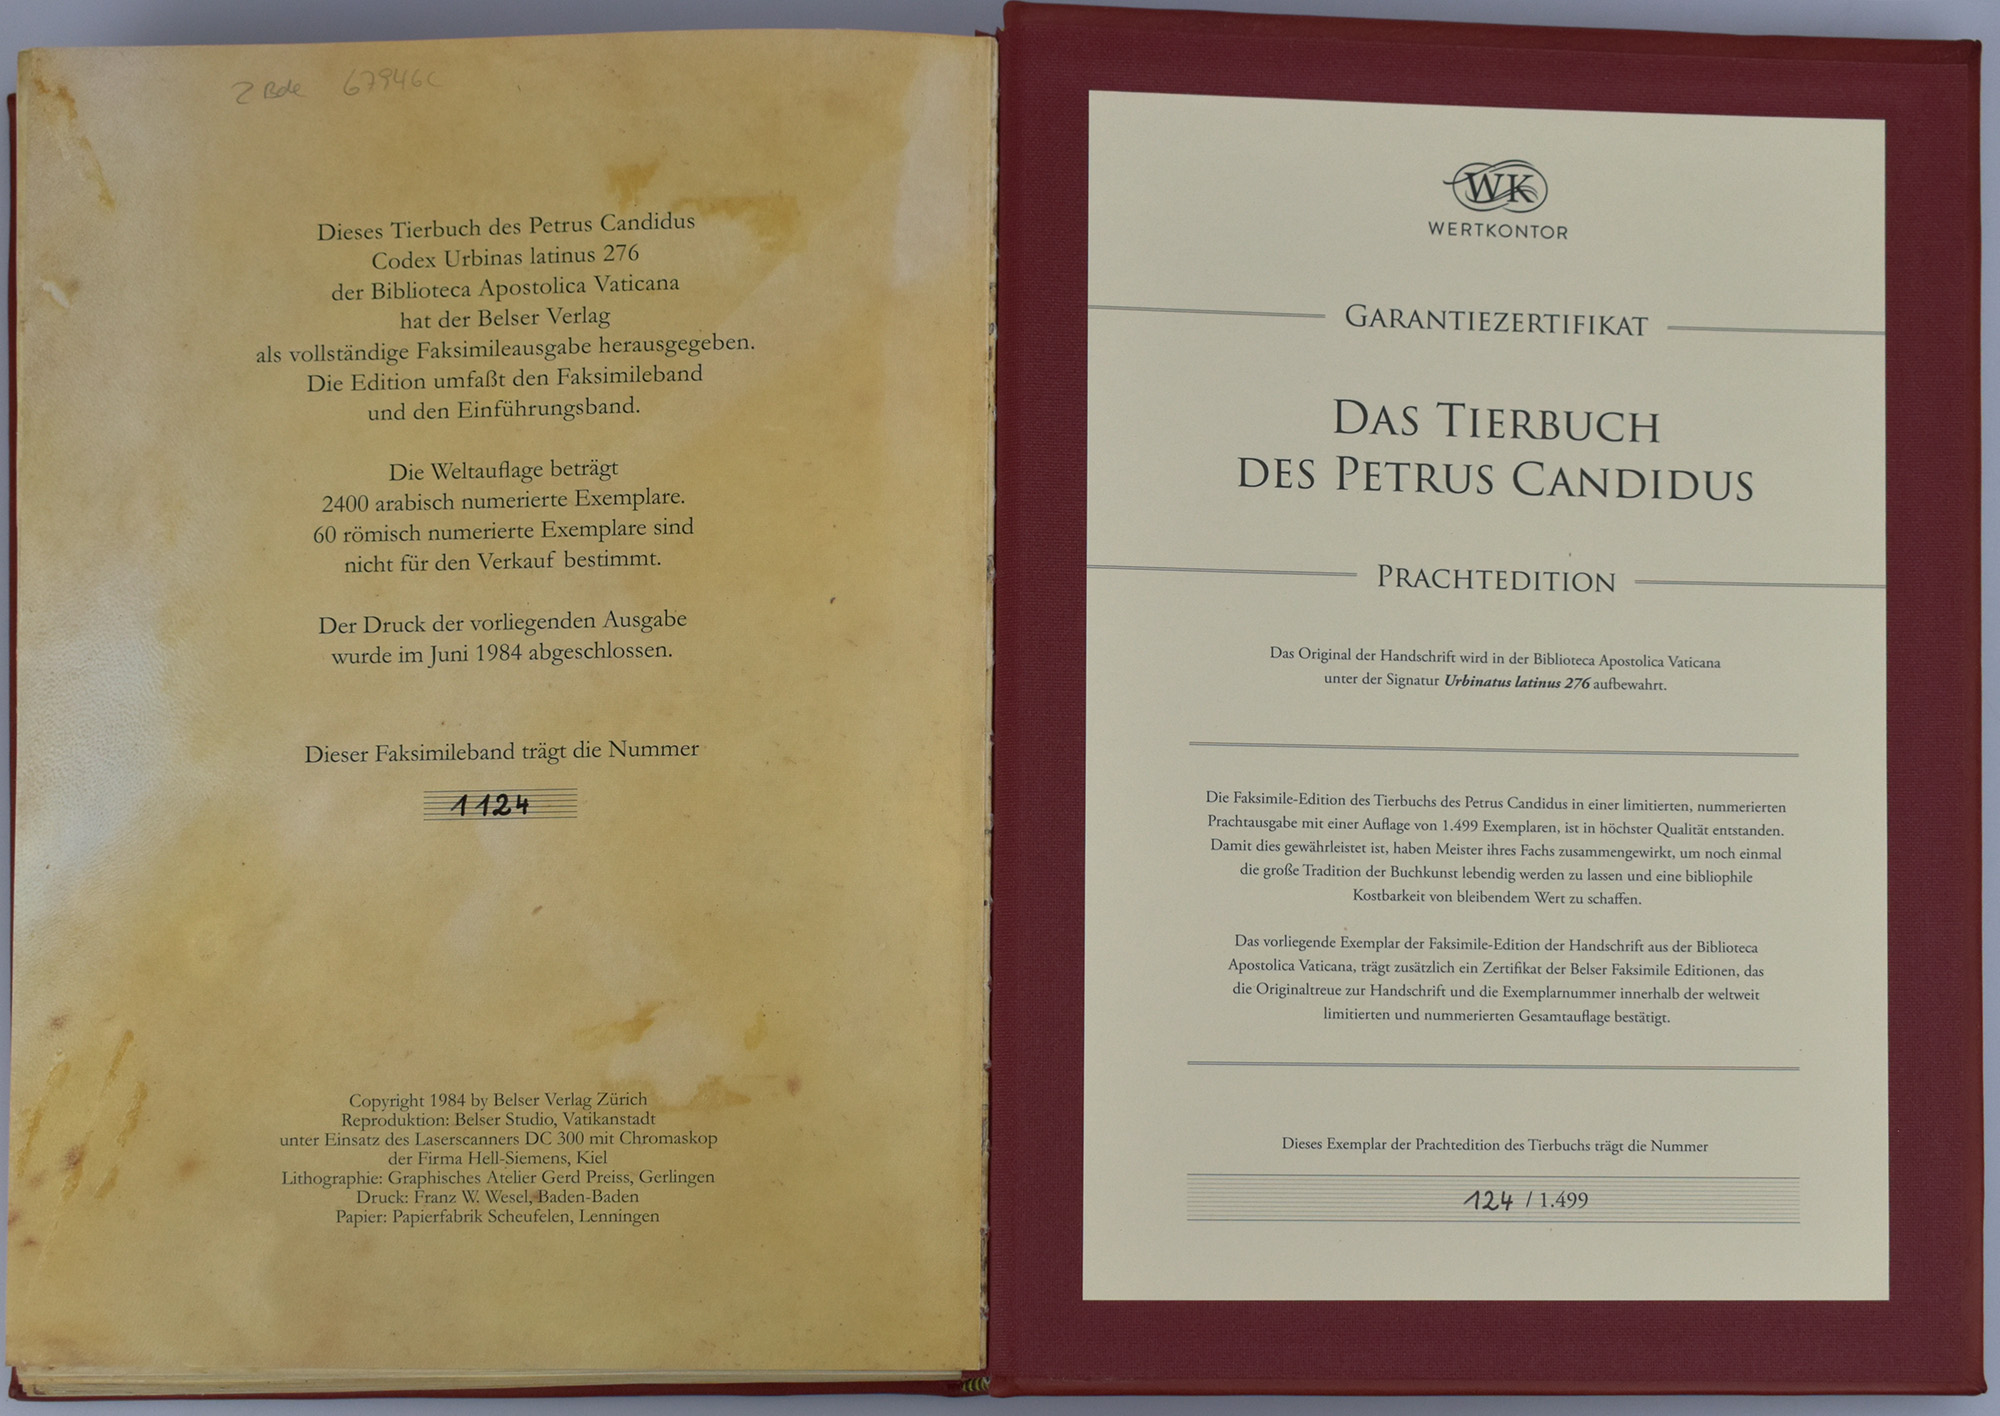 2 Bde 67946C
Dieses Tierbuch des Petrus Candidus
Codex Urbinas latinus 276
der Biblioteca Apostolica Vaticana
hat der Belser Verlag
als vollständige Faksimileausgabe herausgegeben.
Die Edition umfaßt den Faksimileband
und den Einführungsband.
Die Weltauflage beträgt
2400 arabisch numerierte Exemplare.
60 römisch numerierte Exemplare sind
nicht für den Verkauf bestimmt.
Der Druck der vorliegenden Ausgabe
wurde im Juni 1984 abgeschlossen.
Dieser Faksimileband trägt die Nummer
1124
Copyright 1984 by Belser Verlag Zürich
Reproduktion: Belser Studio, Vatikanstadt
unter Einsatz des Laserscanners DC 300 mit Chromaskop
der Firma Hell-Siemens, Kiel
Lithographie: Graphisches Atelier Gerd Preiss, Gerlingen
Druck: Franz W. Wesel, Baden-Baden
Papier: Papierfabrik Scheufelen, Lenningen
WK
WERTKONTOR
GARANTIEZERTIFIKAT
DAS TIERBUCH
DES PETRUS CANDIDUS
PRACHTEDITION
Das Original der Handschrift wird in der Biblioteca Apostolica Vaticana
unter der Signatur Urbinatus latinus 276 aufbewahrt.
Die Faksimile-Edition des Tierbuchs des Petrus Candidus in einer limitierten, nummerierten
Prachtausgabe mit einer Auflage von 1.499 Exemplaren, ist in höchster Qualität entstanden.
Damit dies gewährleistet ist, haben Meister ihres Fachs zusammengewirkt, um noch einmal
die große Tradition der Buchkunst lebendig werden zu lassen und eine bibliophile
Kostbarkeit von bleibendem Wert zu schaffen.
Das vorliegende Exemplar der Faksimile-Edition der Handschrift aus der Biblioteca
Apostolica Vaticana, trägt zusätzlich ein Zertifikat der Belser Faksimile Editionen, das
die Originaltreue zur Handschrift und die Exemplarnummer innerhalb der weltweit
limitierten und nummerierten Gesamtauflage bestätigt.
Dieses Exemplar der Prachtedition des Tierbuchs trägt die Nummer
124 / 1.499